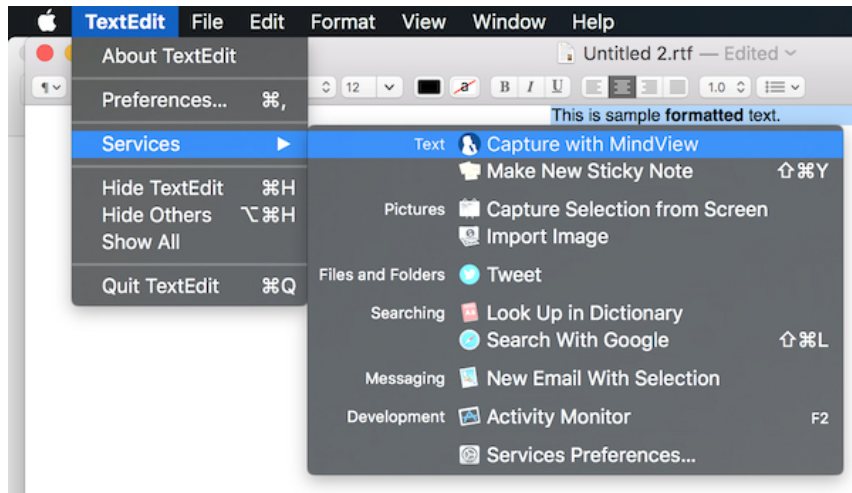 TextEdit File Edit Format View Window Help
About TextEdit
Untitled 2.rtf — Edited
Preferences... ⌘,
¶ 12 a B I U 1.0
This is sample formatted text.
Services ▶
Text Capture with MindView
Make New Sticky Note ⇧⌘Y
Hide TextEdit ⌘H
Hide Others ⌥⌘H
Show All
Quit TextEdit ⌘Q
Pictures Capture Selection from Screen
Import Image
Files and Folders Tweet
Searching Look Up in Dictionary
Search With Google ⇧⌘L
Messaging New Email With Selection
Development Activity Monitor F2
Services Preferences...